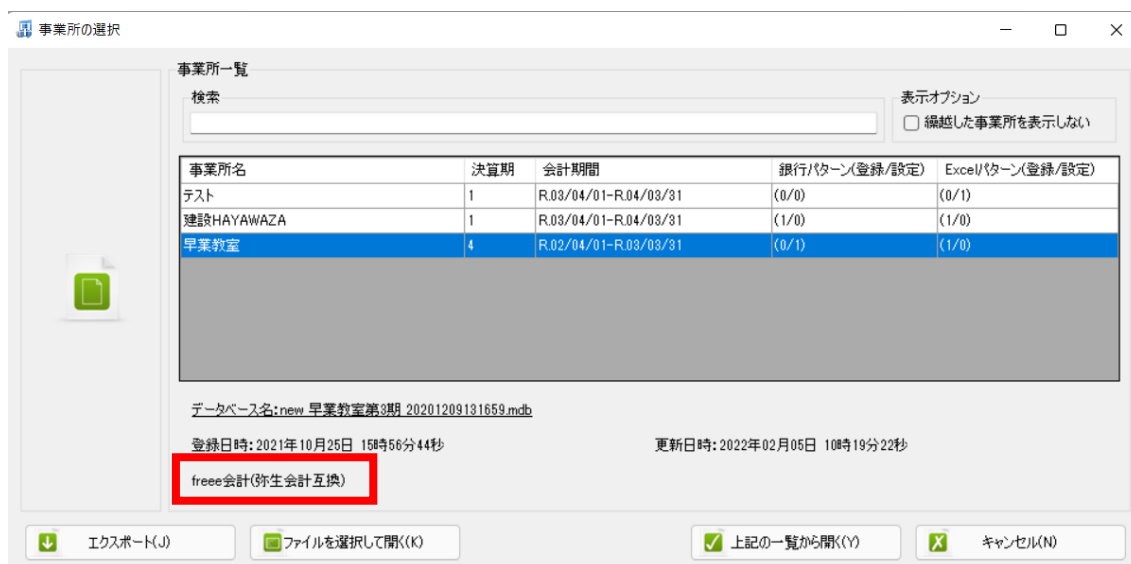 事業所の選択
事業所一覧
検索
表示オプション
繰越した事業所を表示しない
事業所名 決算期 会計期間 銀行パターン(登録/設定) Excelパターン(登録/設定)
テスト 1 R.03/04/01-R.04/03/31 (0/0) (0/1)
建設HAYAWAZA 1 R.03/04/01-R.04/03/31 (1/0) (1/0)
早業教室 4 R.02/04/01-R.03/03/31 (0/1) (1/0)
データベース名:new 早業教室第3期 20201209131659.mdb
登録日時:2021年10月25日 15時56分44秒 更新日時:2022年02月05日 10時19分22秒
freee会計(弥生会計互換)
エクスポート(J) ファイルを選択して開く(K) 上記の一覧から開く(Y) キャンセル(N)